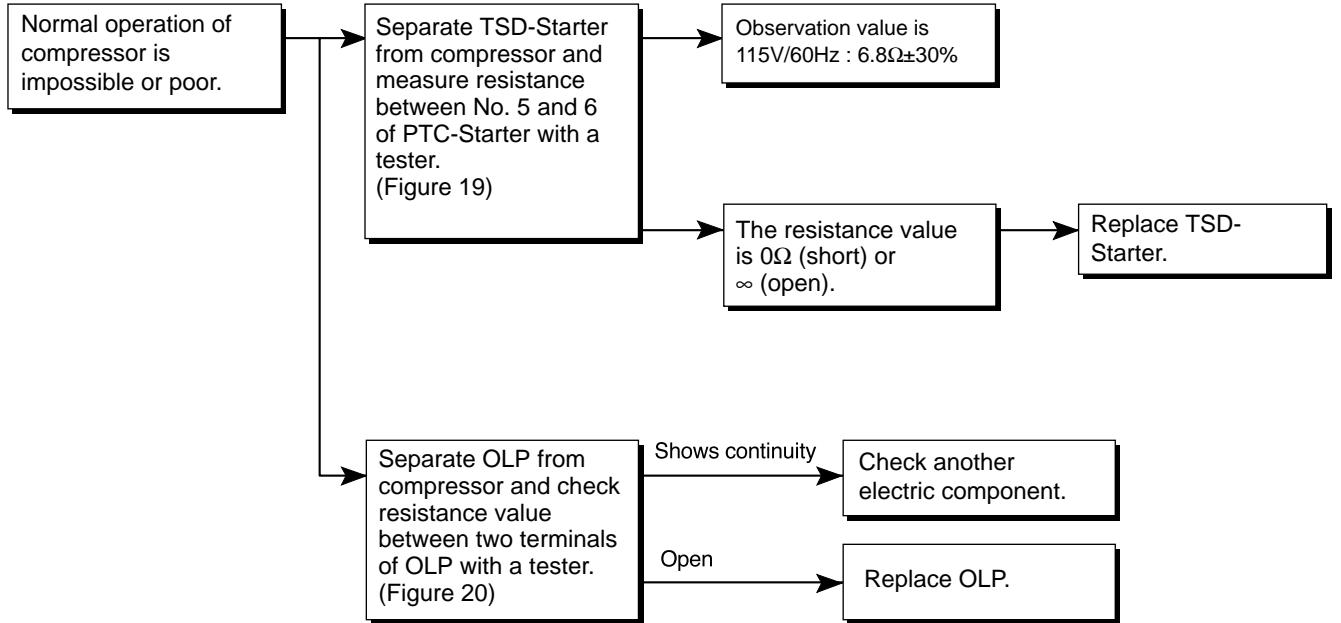 Normal operation of
compressor is
impossible or poor.
Separate TSD-Starter
from compressor and
measure resistance
between No. 5 and 6
of PTC-Starter with a
tester.
(Figure 19)
Observation value is
115V/60Hz : 6.8Ω±30%
The resistance value
is 0Ω (short) or
∞ (open).
Replace TSD-
Starter.
Separate OLP from
compressor and check
resistance value
between two terminals
of OLP with a tester.
(Figure 20)
Shows continuity
Check another
electric component.
Open
Replace OLP.